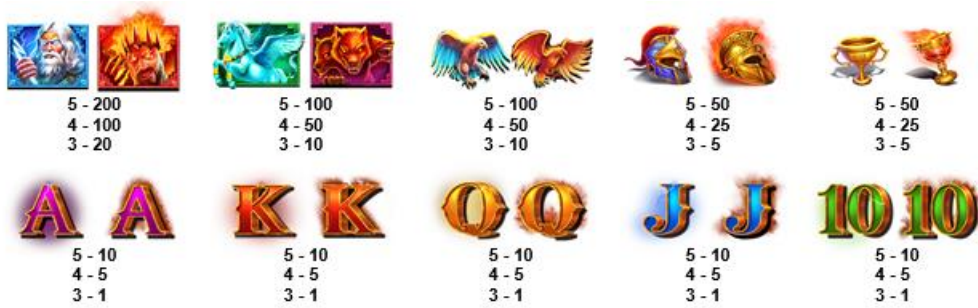 5 - 200
4 - 100
3 - 20
5 - 100
4 - 50
3 - 10
5 - 100
4 - 50
3 - 10
5 - 50
4 - 25
3 - 5
5 - 50
4 - 25
3 - 5
A A
5 - 10
4 - 5
3 - 1
K K
5 - 10
4 - 5
3 - 1
Q Q
5 - 10
4 - 5
3 - 1
J J
5 - 10
4 - 5
3 - 1
10 10
5 - 10
4 - 5
3 - 1